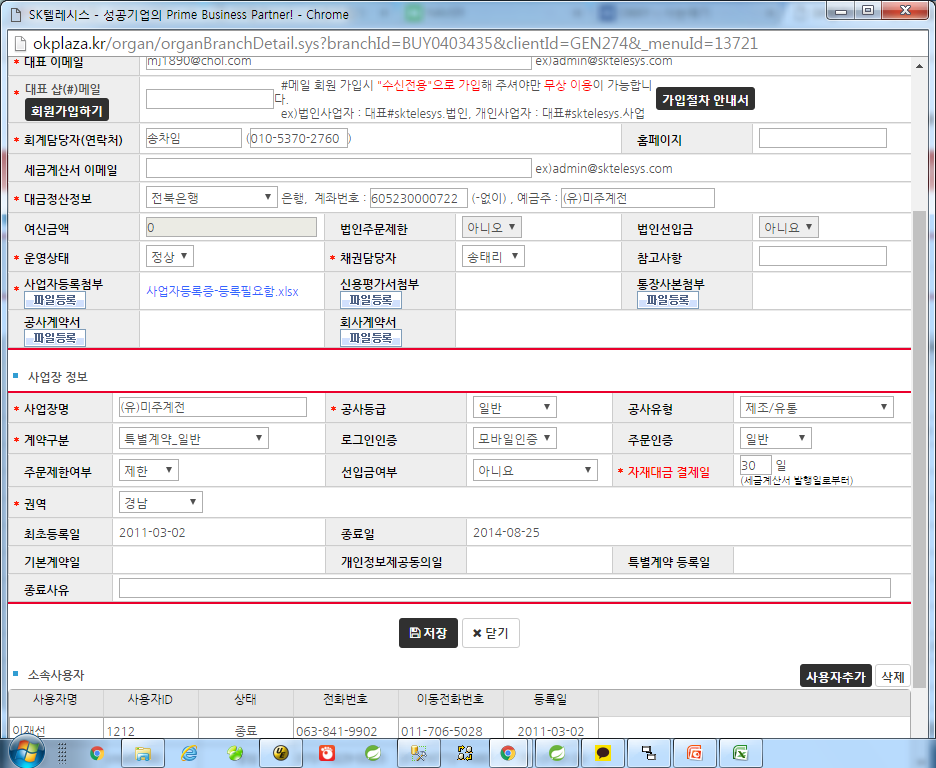 SK텔레시스 - 성공기업의 Prime Business Partner! - Chrome
okplaza.kr/organ/organBranchDetail.sys?branchId=BUY0403435&clientId=GEN274&_menuId=13721
* 대표 이메일 mj1890@chol.com ex)admin@sktelesys.com
* 대표 샵(#)메일 회원가입하기 #메일 회원 가입시 "수신전용"으로 가입해 주셔야만 무상 이용이 가능합니
다. 가입절차 안내서
ex)법인사업자 : 대표#sktelesys.법인, 개인사업자 : 대표#sktelesys.사업
* 회계담당자(연락처) 송차임 (010-5370-2760) 홈페이지
세금계산서 이메일 ex)admin@sktelesys.com
* 대금정산정보 전북은행 은행, 계좌번호 : 605230000722 (-없이) , 예금주 : (유)미주계전
여신금액 0 법인주문제한 아니오 법인선입금 아니요
* 운영상태 정상 * 채권담당자 송태리 참고사항
* 사업자등록첨부 파일등록 사업자등록증-등록필요함.xlsx 신용평가서첨부 파일등록 통장사본첨부 파일등록
공사계약서 파일등록 회사계약서 파일등록
사업장 정보
* 사업장명 (유)미주계전 * 공사등급 일반 공사유형 제조/유통
* 계약구분 특별계약_일반 로그인인증 모바일인증 주문인증 일반
주문제한여부 제한 선입금여부 아니요 * 자재대금 결제일 30 일
(세금계산서 발행일로부터)
* 권역 경남
최초등록일 2011-03-02 종료일 2014-08-25
기본계약일 개인정보제공동의일 특별계약 등록일
종료사유
저장 닫기
소속사용자 사용자추가 삭제
사용자명 사용자ID 상태 전화번호 이동전화번호 등록일
이재선 1212 종료 063-841-9902 011-706-5028 2011-03-02